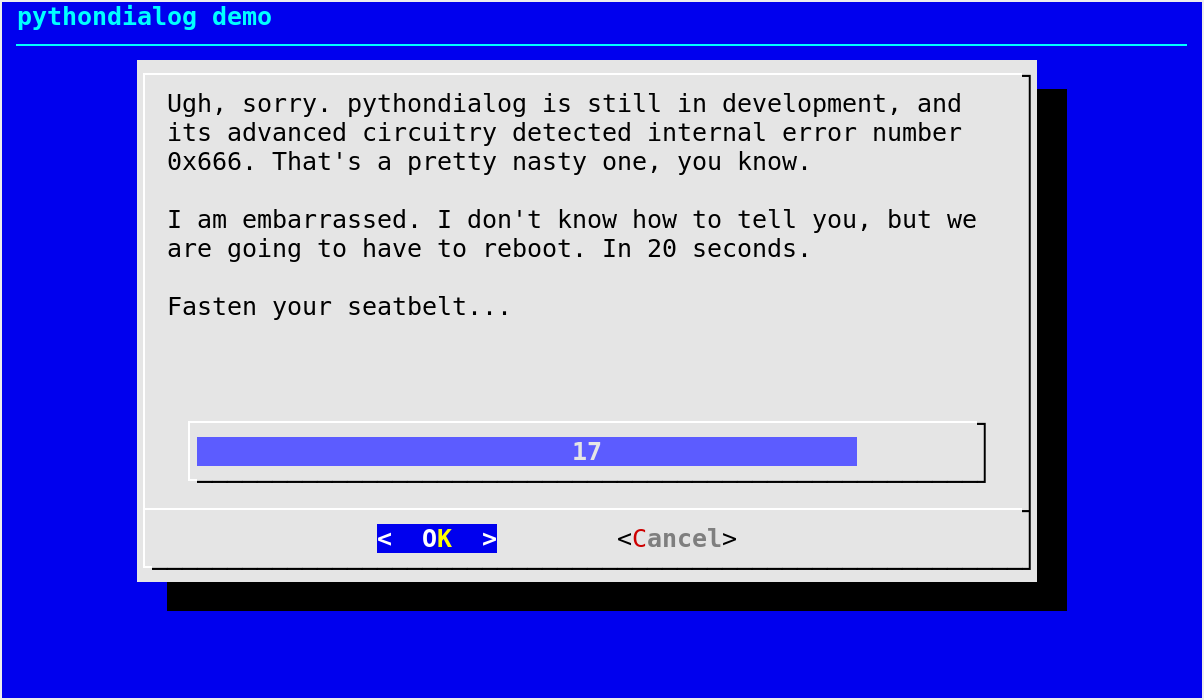 pythondialog demo
Ugh, sorry. pythondialog is still in development, and
its advanced circuitry detected internal error number
0x666. That's a pretty nasty one, you know.
I am embarrassed. I don't know how to tell you, but we
are going to have to reboot. In 20 seconds.
Fasten your seatbelt...
17
<  OK  > <Cancel>